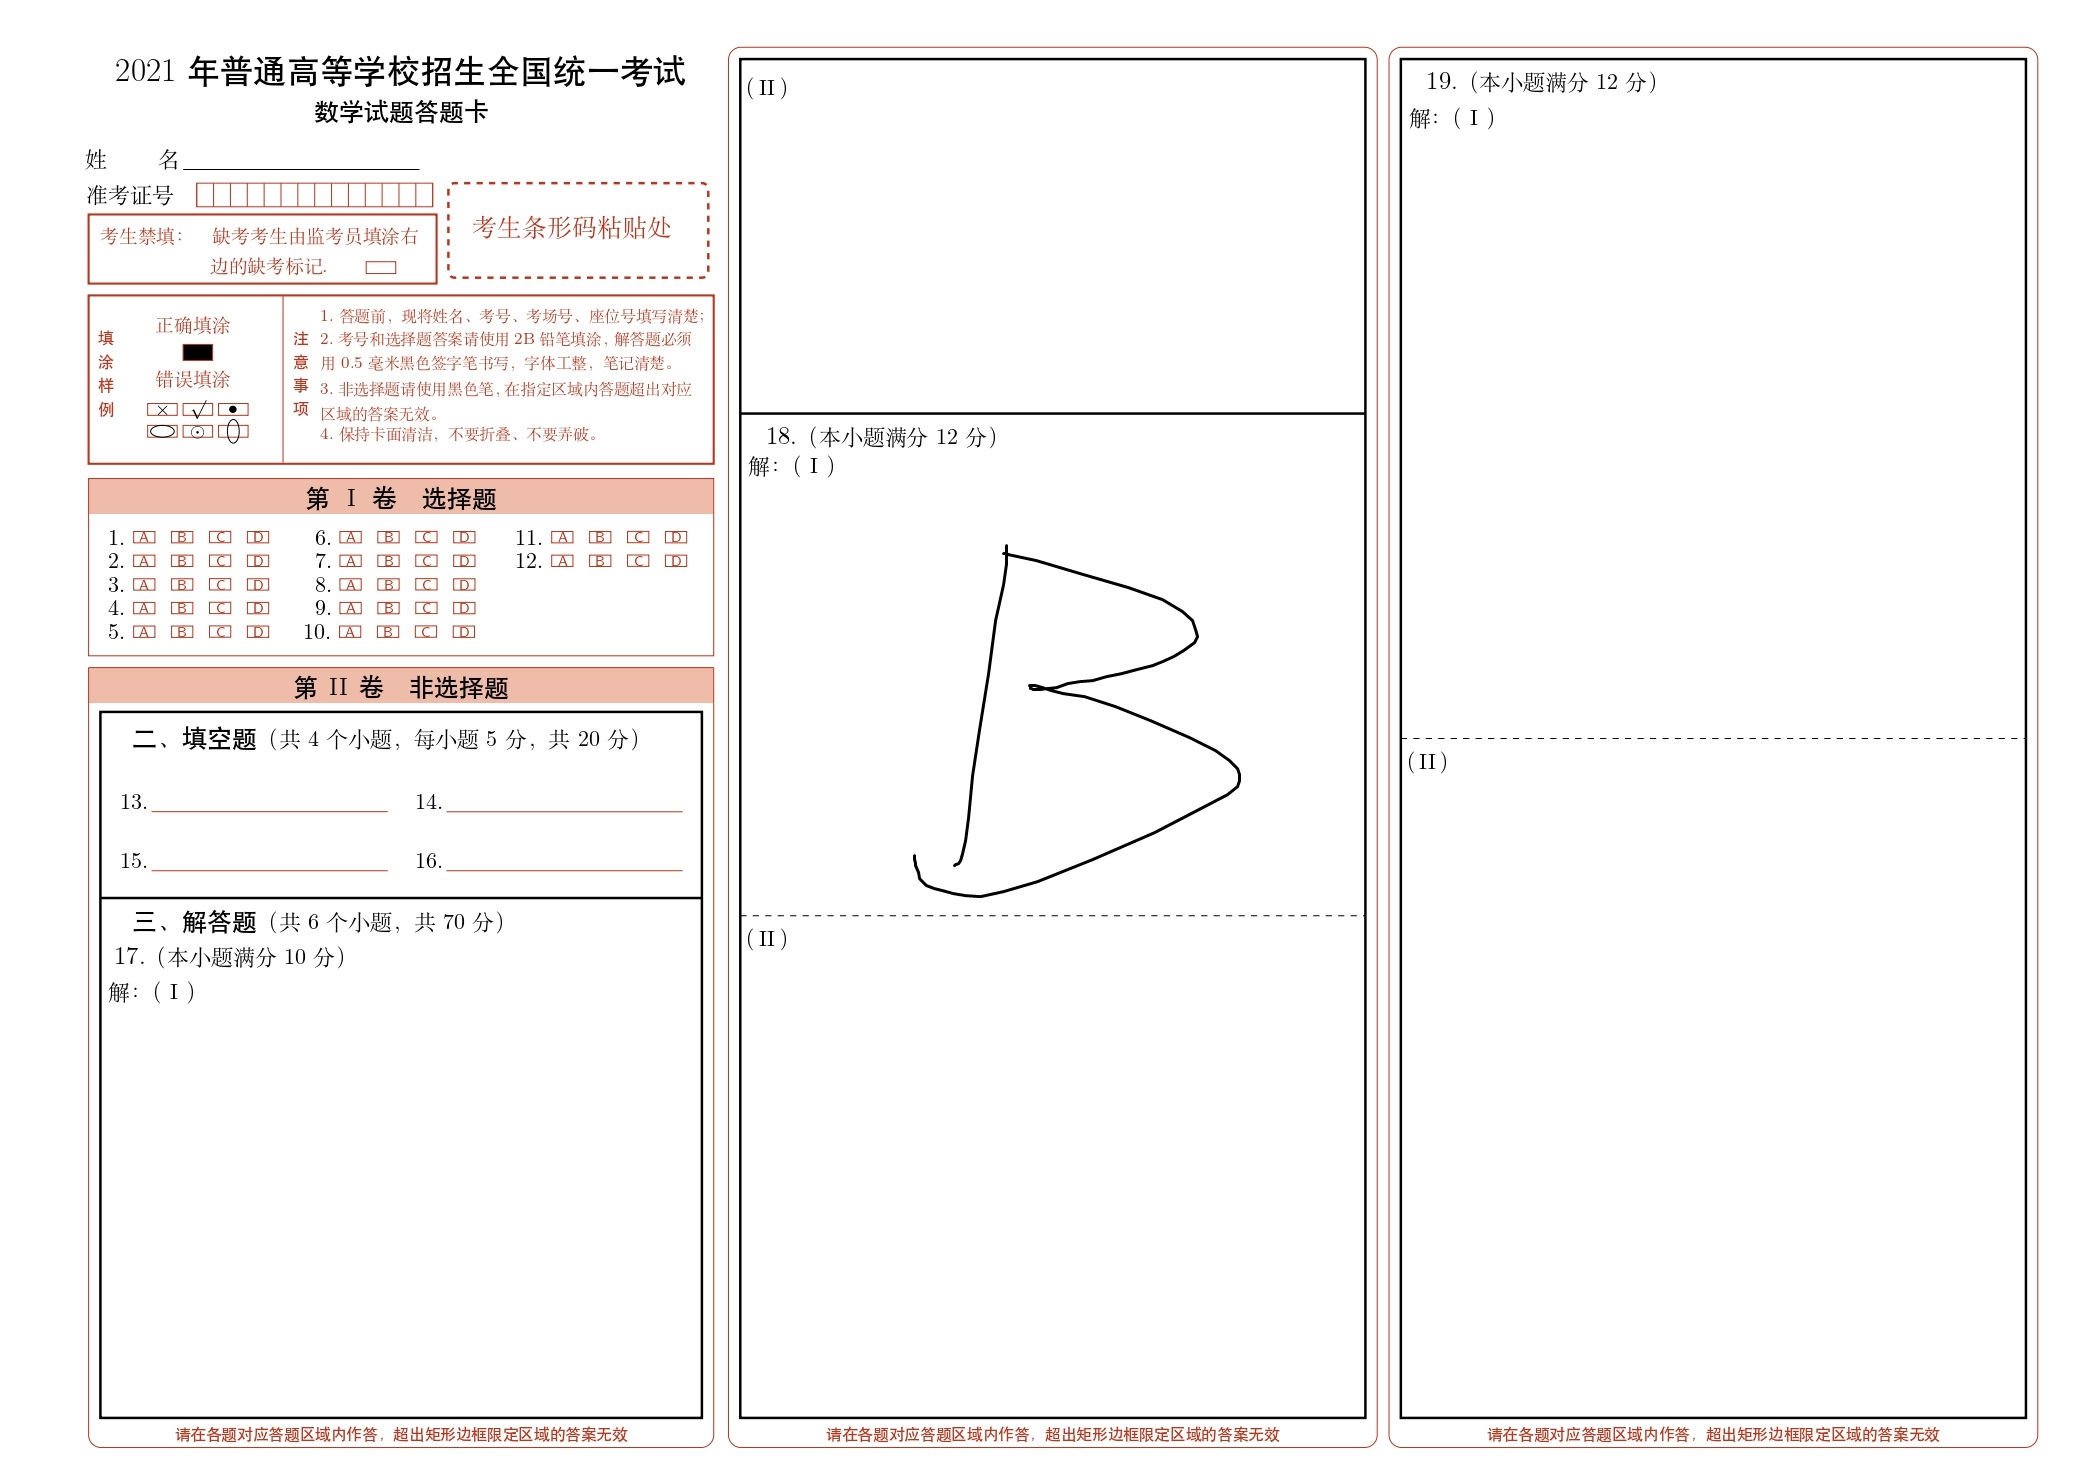 2021 年普通高等学校招生全国统一考试
数学试题答题卡
姓 名
准考证号
考生禁填： 缺考考生由监考员填涂右
边的缺考标记.
考生条形码粘贴处
填涂样例
正确填涂
错误填涂
注意事项
1. 答题前，现将姓名、考号、考场号、座位号填写清楚；
2. 考号和选择题答案请使用 2B 铅笔填涂，解答题必须
用 0.5 毫米黑色签字笔书写，字体工整，笔记清楚。
3. 非选择题请使用黑色笔，在指定区域内答题超出对应
区域的答案无效。
4. 保持卡面清洁，不要折叠、不要弄破。
第 I 卷 选择题
1. A B C D 6. A B C D 11. A B C D
2. A B C D 7. A B C D 12. A B C D
3. A B C D 8. A B C D
4. A B C D 9. A B C D
5. A B C D 10. A B C D
第 II 卷 非选择题
二、填空题（共 4 个小题，每小题 5 分，共 20 分）
13. 14.
15. 16.
三、解答题（共 6 个小题，共 70 分）
17.（本小题满分 10 分）
解：（ I ）
请在各题对应答题区域内作答，超出矩形边框限定区域的答案无效
（II）
18.（本小题满分 12 分）
解：（ I ）
B
（II）
请在各题对应答题区域内作答，超出矩形边框限定区域的答案无效
19.（本小题满分 12 分）
解：（ I ）
（II）
请在各题对应答题区域内作答，超出矩形边框限定区域的答案无效